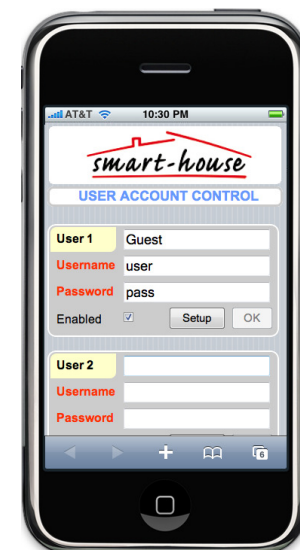 AT&T 10:30 PM
smart-house
USER ACCOUNT CONTROL
User 1 Guest
Username user
Password pass
Enabled Setup OK
User 2
Username
Password
6